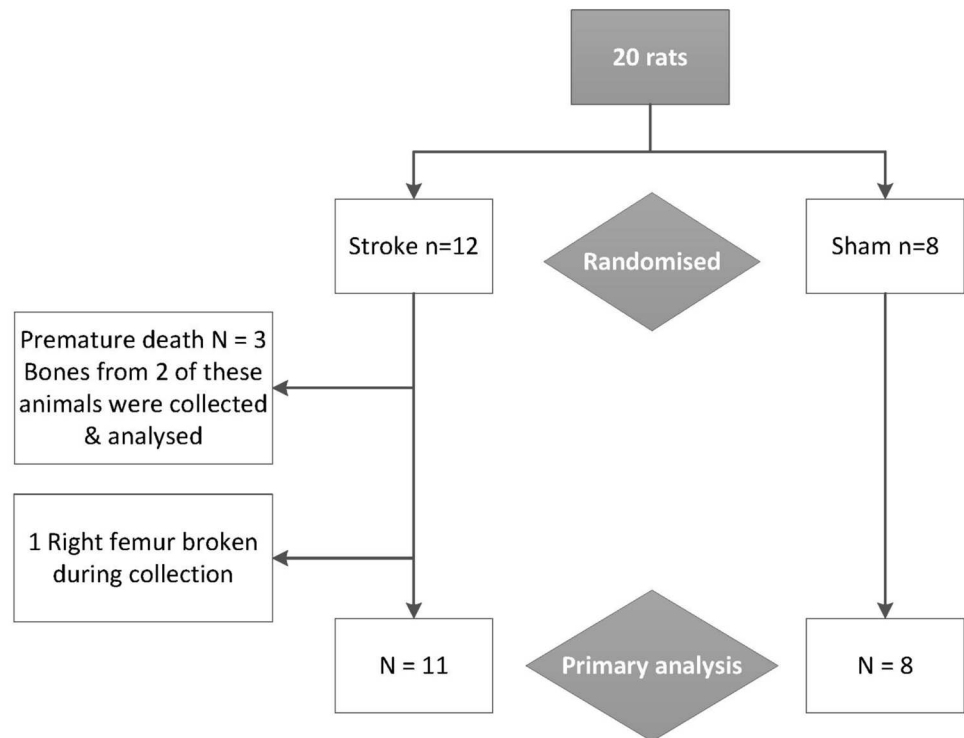 20 rats
Stroke n=12
Randomised
Sham n=8
Premature death N = 3
Bones from 2 of these
animals were collected
& analysed
1 Right femur broken
during collection
N = 11
Primary analysis
N = 8